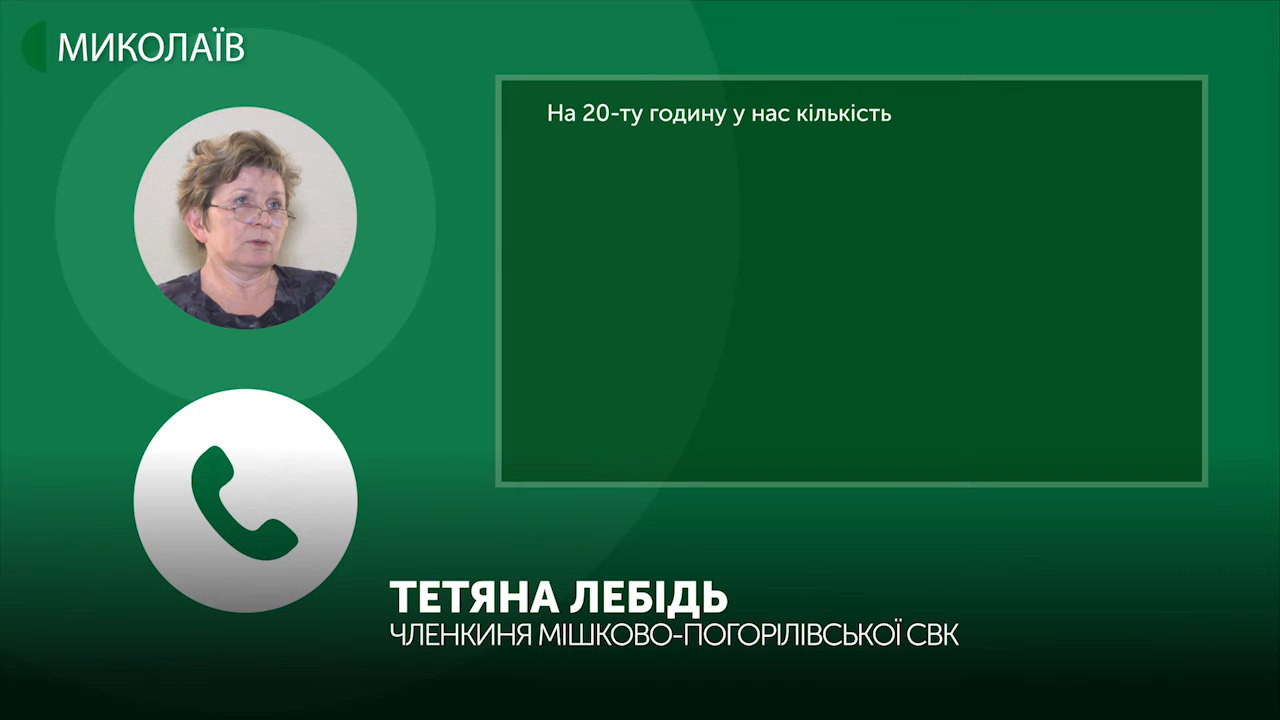 МИКОЛАЇВ
На 20-ту годину у нас кількість
ТЕТЯНА ЛЕБІДЬ
ЧЛЕНКИНЯ МІШКОВО-ПОГОРІЛІВСЬКОЇ СВК